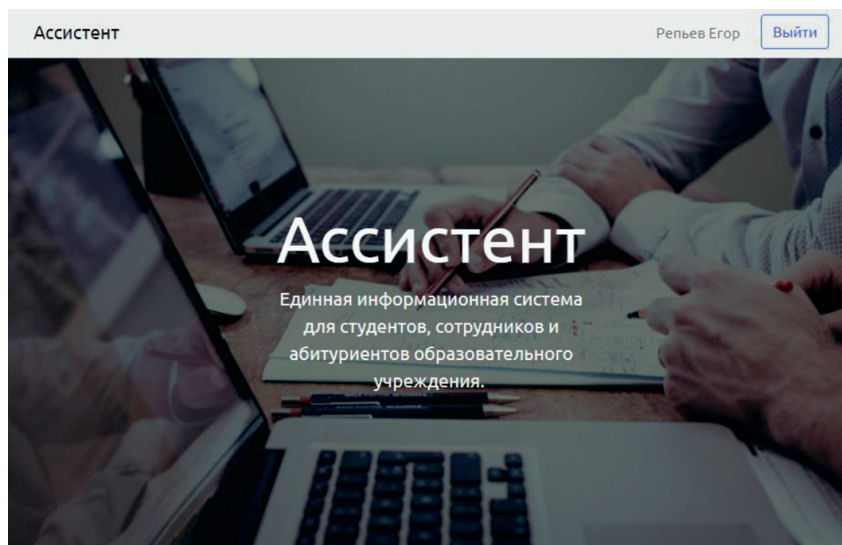 Ассистент
Репьев Егор
Выйти
Ассистент
Единная информационная система
для студентов, сотрудников и
абитуриентов образовательного
учреждения.